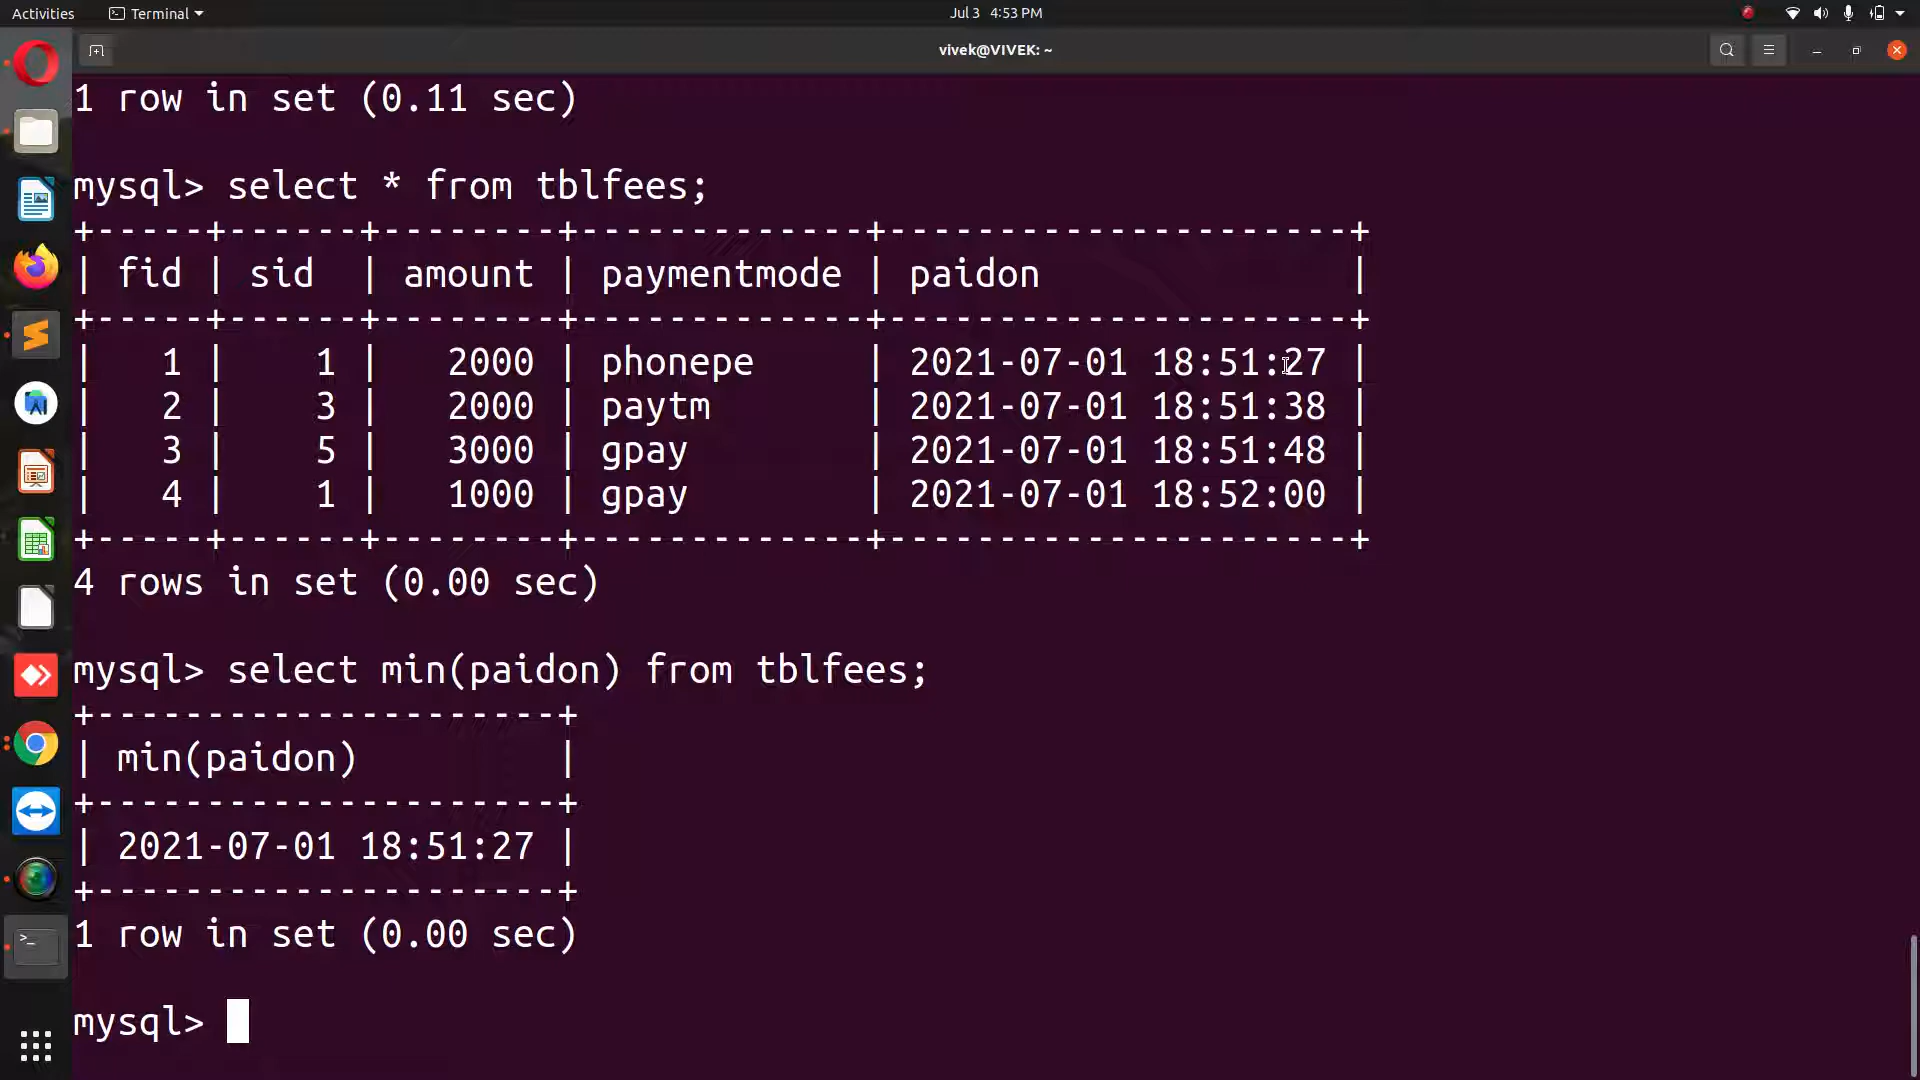 Activities Terminal Jul 3 4:53 PM
vivek@VIVEK: ~
1 row in set (0.11 sec)
mysql> select * from tblfees;
+-----+------+--------+-------------+---------------------+
| fid | sid  | amount | paymentmode | paidon              |
+-----+------+--------+-------------+---------------------+
|   1 |    1 |   2000 | phonepe     | 2021-07-01 18:51:27 |
|   2 |    3 |   2000 | paytm       | 2021-07-01 18:51:38 |
|   3 |    5 |   3000 | gpay        | 2021-07-01 18:51:48 |
|   4 |    1 |   1000 | gpay        | 2021-07-01 18:52:00 |
+-----+------+--------+-------------+---------------------+
4 rows in set (0.00 sec)
mysql> select min(paidon) from tblfees;
+---------------------+
| min(paidon)         |
+---------------------+
| 2021-07-01 18:51:27 |
+---------------------+
1 row in set (0.00 sec)
mysql>